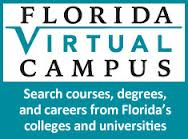 FLORIDA
VIRTUAL
CAMPUS
Search courses, degrees,
and careers from Florida's
colleges and universities